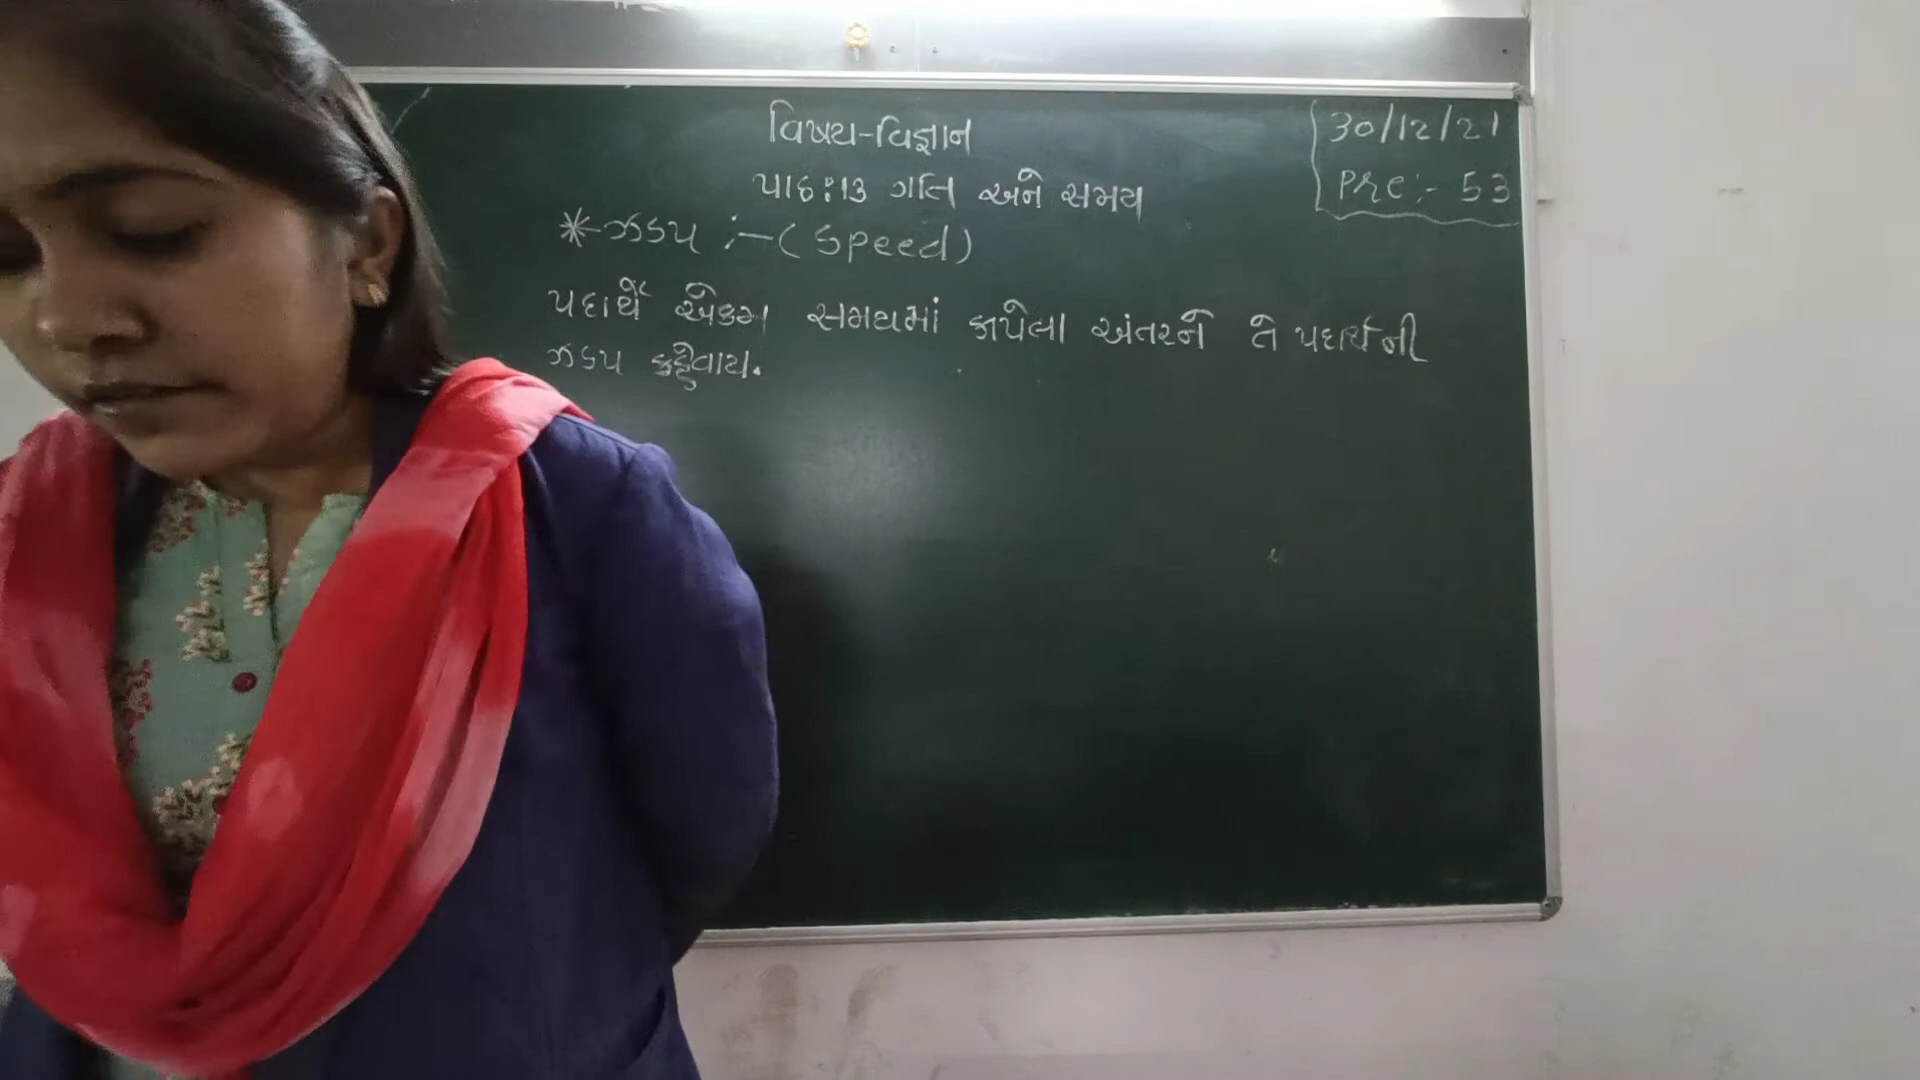 વિષય-વિજ્ઞાન
30/12/21
પાઠ:13 ગતિ અને સમય
Pre:- 53
*ઝડપ :-(Speed)
પદાર્થે એકમ સમયમાં કાપેલા અંતરને તે પદાર્થની
ઝડપ કહેવાય.